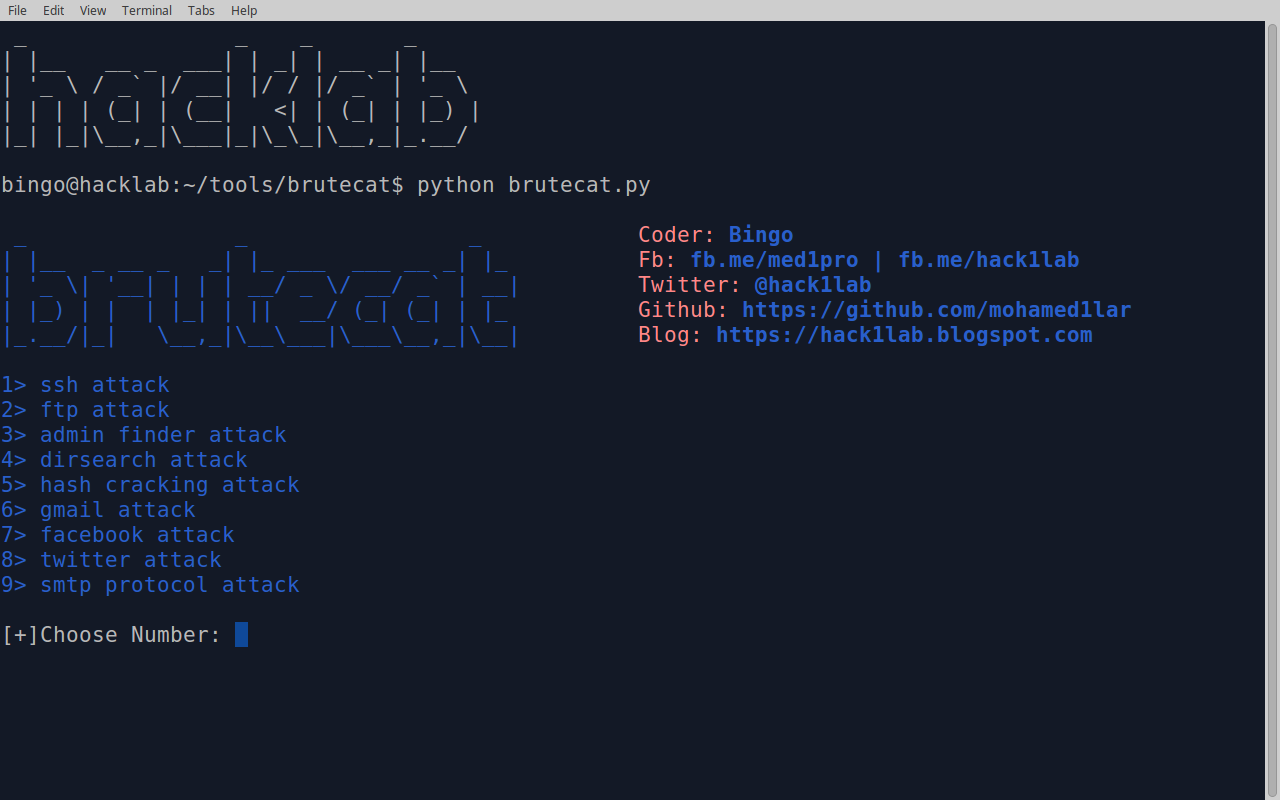 File Edit View Terminal Tabs Help
hacklab
bingo@hacklab:~/tools/brutecat$ python brutecat.py
brutecat
Coder: Bingo
Fb: fb.me/med1pro | fb.me/hack1lab
Twitter: @hack1lab
Github: https://github.com/mohamed1lar
Blog: https://hack1lab.blogspot.com
1> ssh attack
2> ftp attack
3> admin finder attack
4> dirsearch attack
5> hash cracking attack
6> gmail attack
7> facebook attack
8> twitter attack
9> smtp protocol attack
[+]Choose Number: